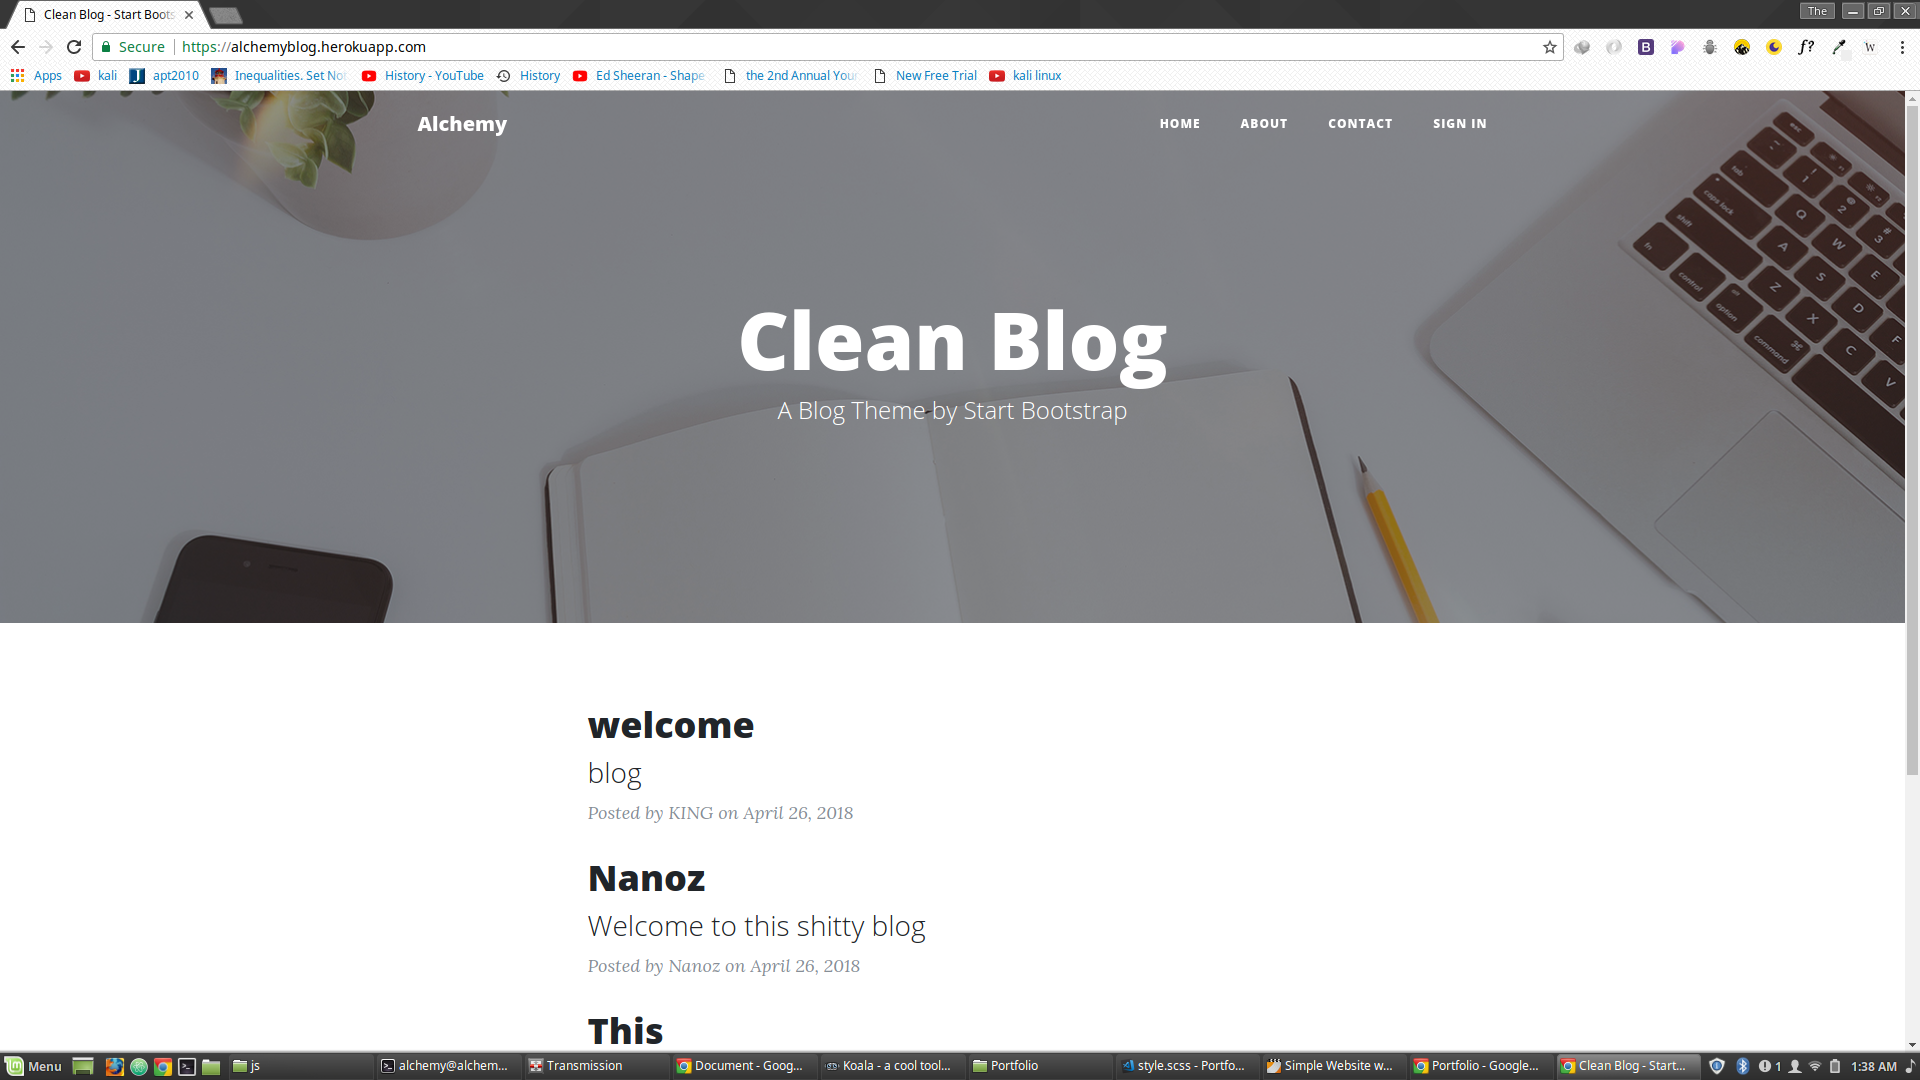 Clean Blog - Start Boots
The
Secure
https://alchemyblog.herokuapp.com
Apps
kali
apt2010
Inequalities. Set No
History - YouTube
History
Ed Sheeran - Shape
the 2nd Annual You
New Free Trial
kali linux
Alchemy
HOME
ABOUT
CONTACT
SIGN IN
Clean Blog
A Blog Theme by Start Bootstrap
welcome
blog
Posted by KING on April 26, 2018
Nanoz
Welcome to this shitty blog
Posted by Nanoz on April 26, 2018
This
Menu
js
alchemy@alchem...
Transmission
Document - Goog...
Koala - a cool tool...
Portfolio
style.scss - Portfo...
Simple Website w...
Portfolio - Google...
Clean Blog - Start...
1
1:38 AM